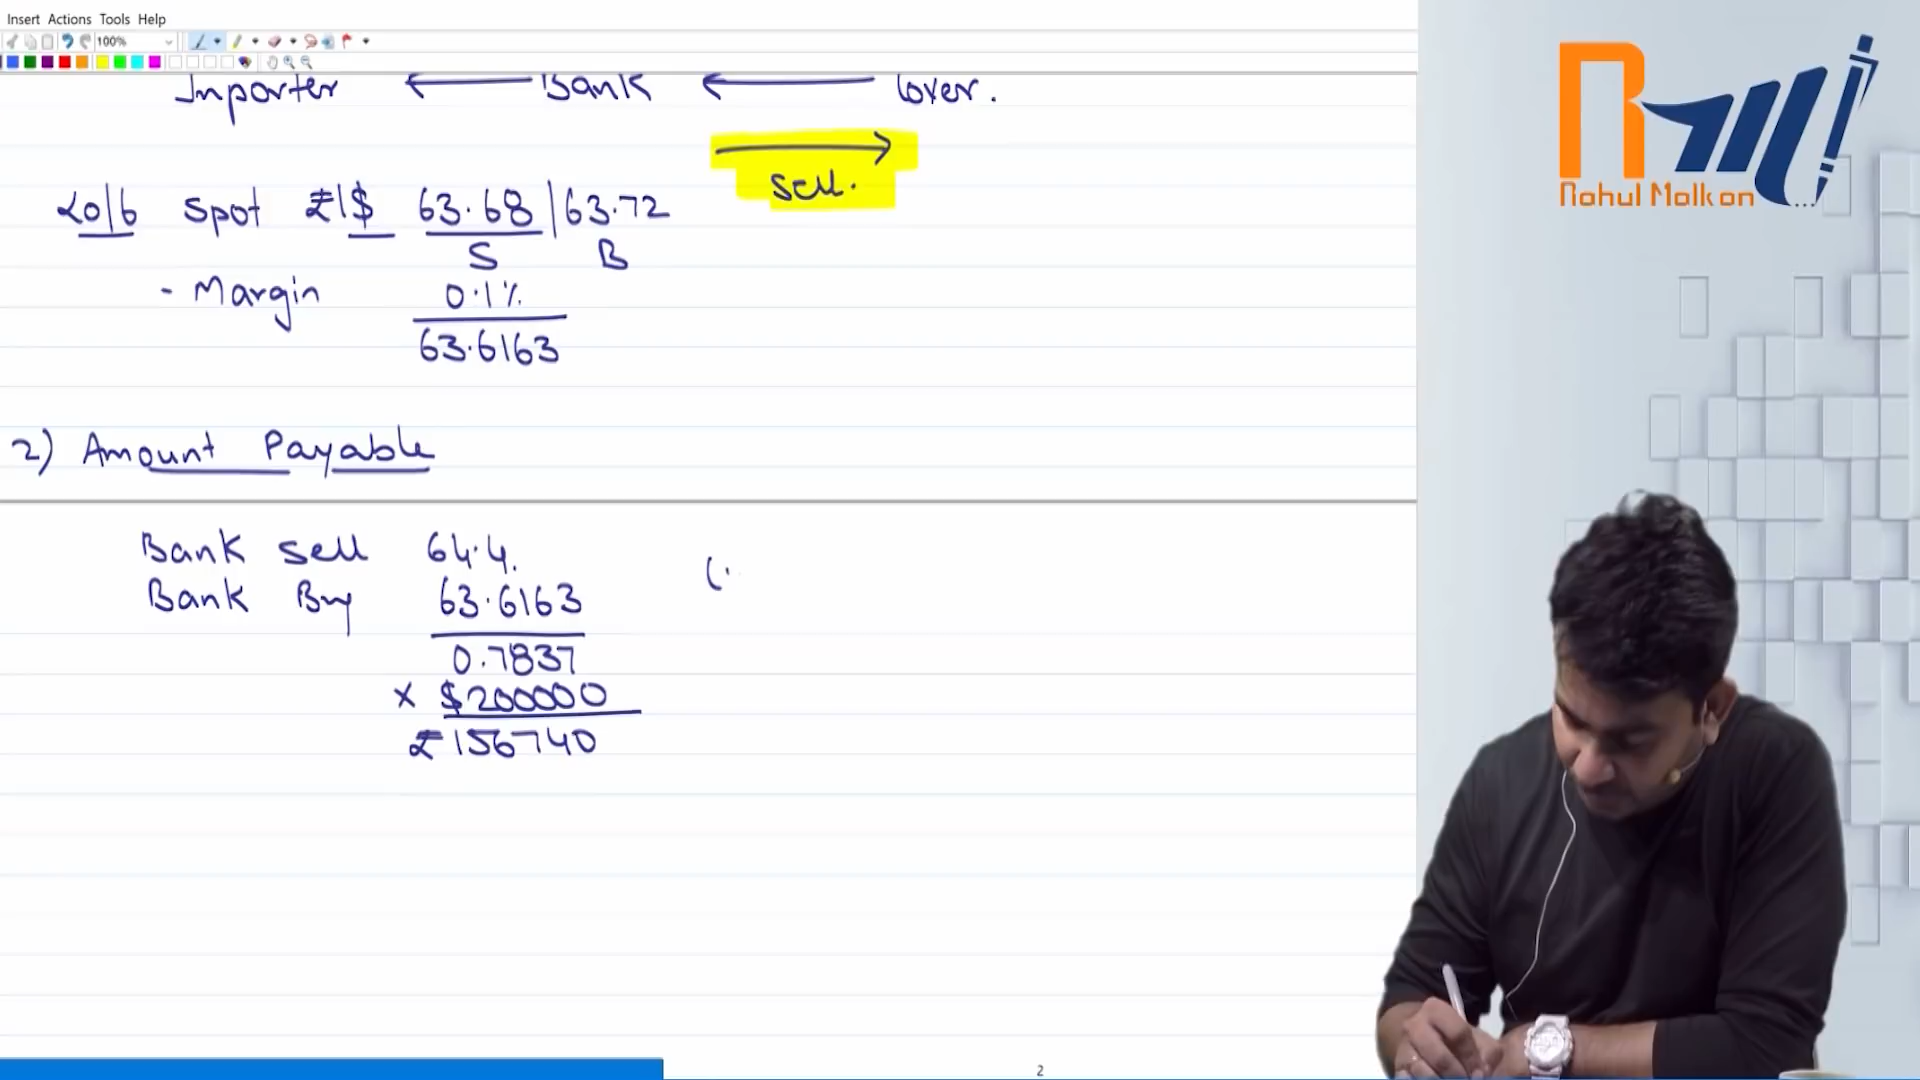 Insert Actions Tools Help
100%
Importer ← Bank ← Cover.
→
Sell.
20/6 Spot ₹/$ 63.68/63.72
S B
- Margin 0.1%
63.6163
2) Amount Payable
Bank sell 64.4.
Bank Buy 63.6163
0.7837
× $200000
₹156740
(.
2
Rahul Malkan